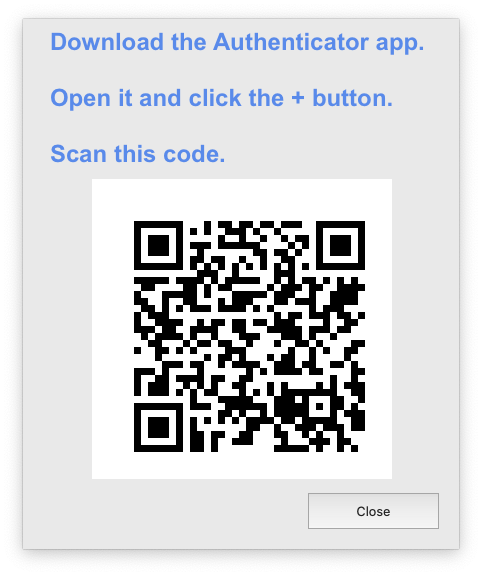 Download the Authenticator app.
Open it and click the + button.
Scan this code.
Close